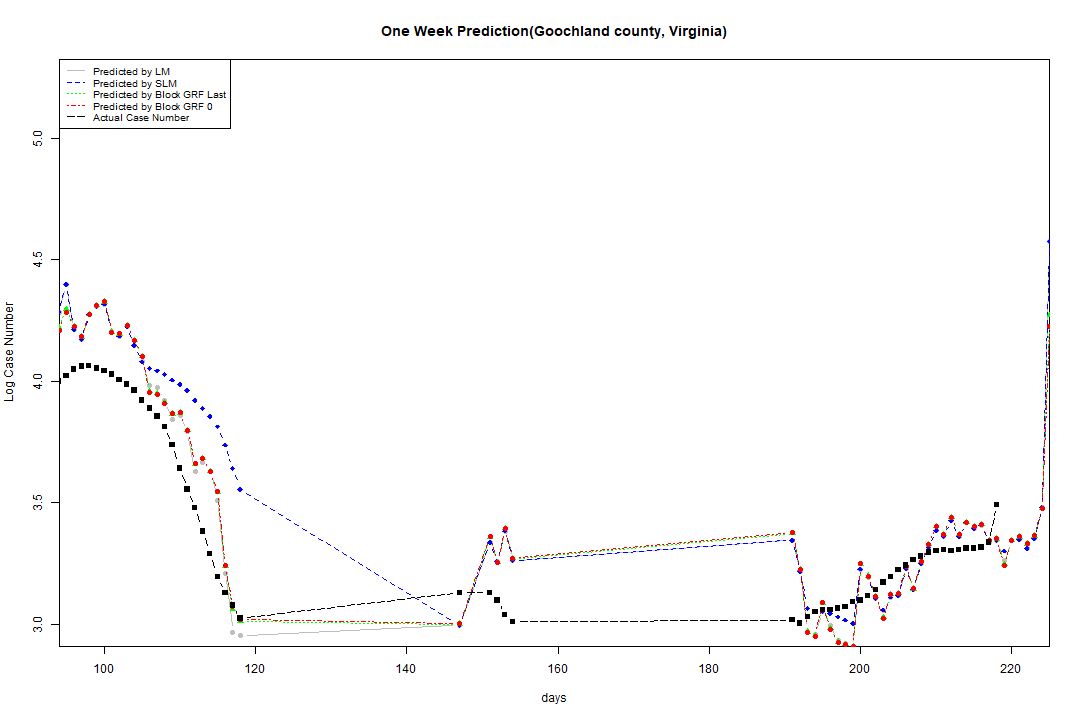 One Week Prediction(Goochland county, Virginia)
Predicted by LM
Predicted by SLM
Predicted by Block GRF Last
Predicted by Block GRF 0
Actual Case Number
5.0
4.5
4.0
3.5
3.0
Log Case Number
100 120 140 160 180 200 220
days